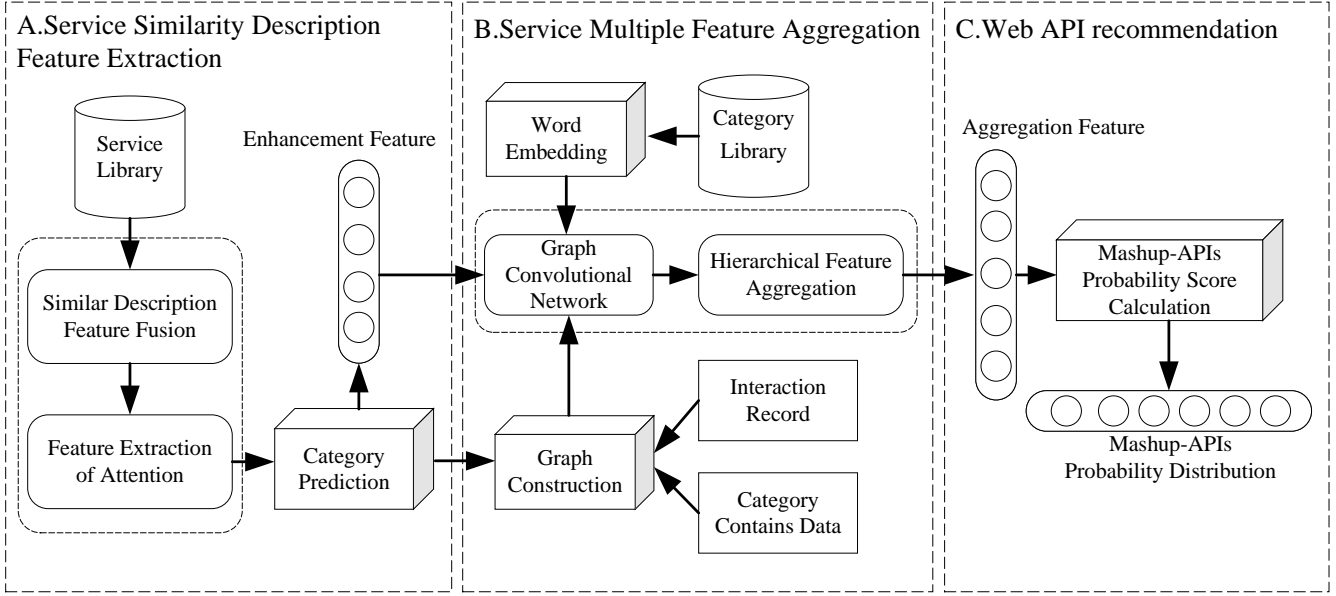 A.Service Similarity Description
Feature Extraction
Service
Library
Similar Description
Feature Fusion
Feature Extraction
of Attention
Enhancement Feature
Category
Prediction
B.Service Multiple Feature Aggregation
Word
Embedding
Category
Library
Graph
Convolutional
Network
Hierarchical Feature
Aggregation
Graph
Construction
Interaction
Record
Category
Contains Data
C.Web API recommendation
Aggregation Feature
Mashup-APIs
Probability Score
Calculation
Mashup-APIs
Probability Distribution